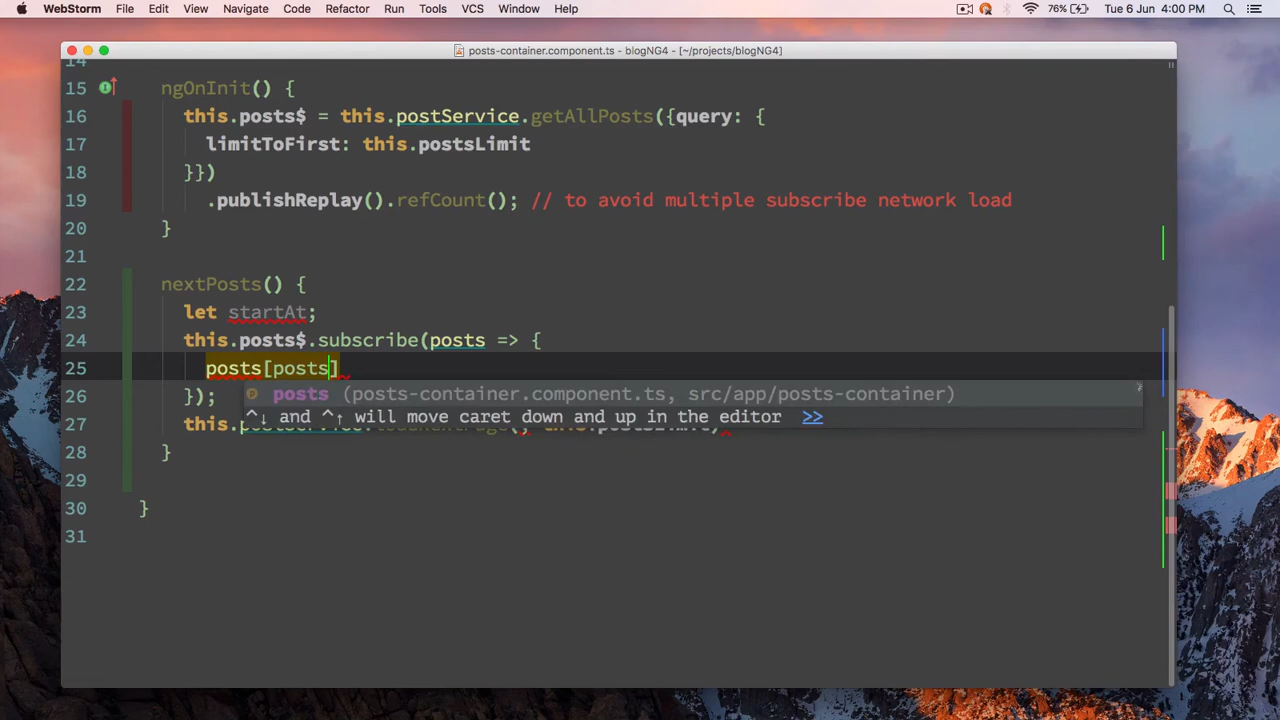 WebStorm File Edit View Navigate Code Refactor Run Tools VCS Window Help 76% Tue 6 Jun 4:00 PM
posts-container.component.ts - blogNG4 - [~/projects/blogNG4]
14
15 ngOnInit() {
16 this.posts$ = this.postService.getAllPosts({query: {
17 limitToFirst: this.postsLimit
18 }})
19 .publishReplay().refCount(); // to avoid multiple subscribe network load
20 }
21
22 nextPosts() {
23 let startAt;
24 this.posts$.subscribe(posts => {
25 posts[posts]
posts (posts-container.component.ts, src/app/posts-container)
26 });
^↓ and ^↑ will move caret down and up in the editor >>
27 this.
28 }
29
30 }
31